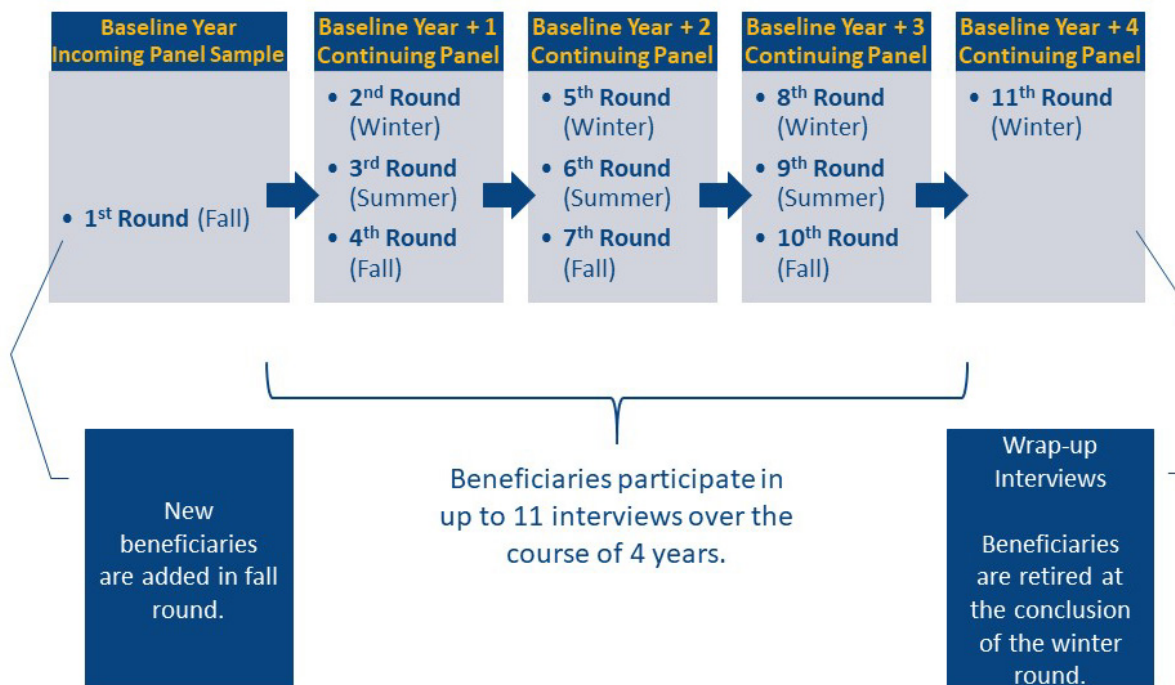 Baseline Year
Incoming Panel Sample
• 1st Round (Fall)
Baseline Year + 1
Continuing Panel
• 2nd Round
(Winter)
• 3rd Round
(Summer)
• 4th Round
(Fall)
Baseline Year + 2
Continuing Panel
• 5th Round
(Winter)
• 6th Round
(Summer)
• 7th Round
(Fall)
Baseline Year + 3
Continuing Panel
• 8th Round
(Winter)
• 9th Round
(Summer)
• 10th Round
(Fall)
Baseline Year + 4
Continuing Panel
• 11th Round
(Winter)
New
beneficiaries
are added in fall
round.
Beneficiaries participate in
up to 11 interviews over the
course of 4 years.
Wrap-up
Interviews
Beneficiaries
are retired at
the conclusion
of the winter
round.